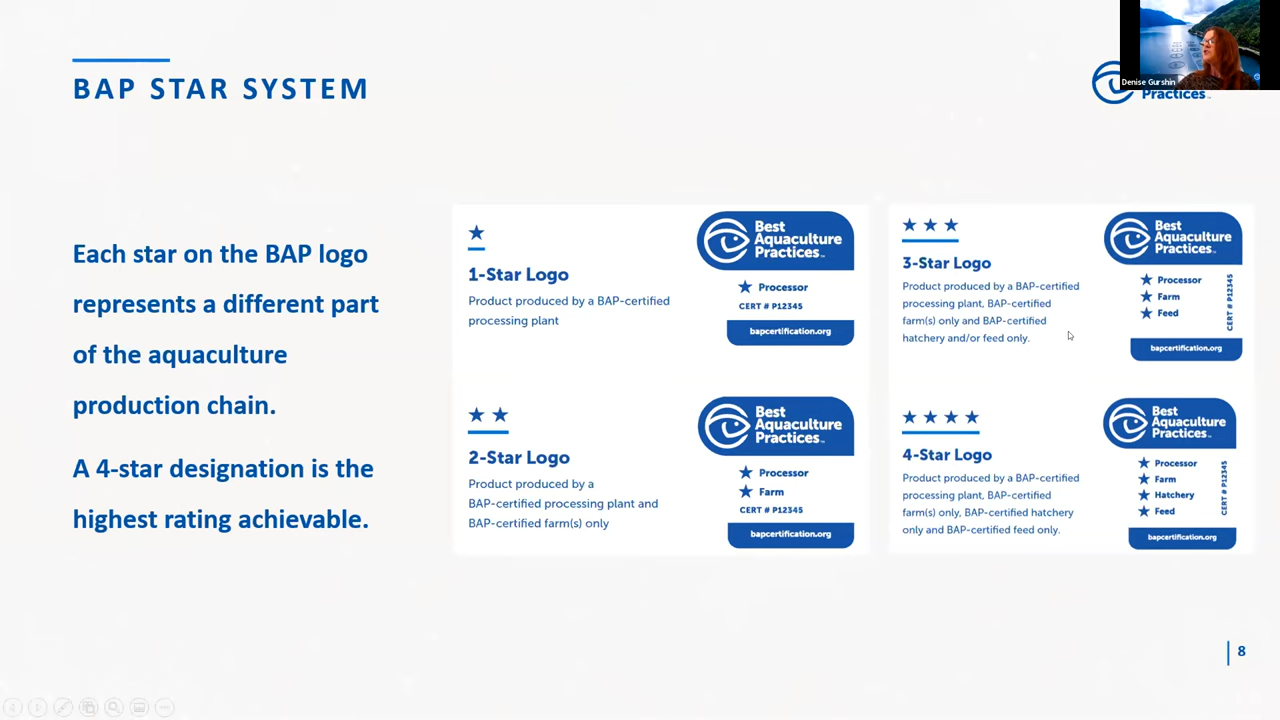 BAP STAR SYSTEM
Denise Gurshin
Practices
Each star on the BAP logo
represents a different part
of the aquaculture
production chain.
A 4-star designation is the
highest rating achievable.
1-Star Logo
Product produced by a BAP-certified
processing plant
Best
Aquaculture
Practices™
Processor
CERT # P12345
bapcertification.org
2-Star Logo
Product produced by a
BAP-certified processing plant and
BAP-certified farm(s) only
Best
Aquaculture
Practices™
Processor
Farm
CERT # P12345
bapcertification.org
3-Star Logo
Product produced by a BAP-certified
processing plant, BAP-certified
farm(s) only and BAP-certified
hatchery and/or feed only.
Best
Aquaculture
Practices™
Processor
Farm
Feed
CERT # P12345
bapcertification.org
4-Star Logo
Product produced by a BAP-certified
processing plant, BAP-certified
farm(s) only, BAP-certified hatchery
only and BAP-certified feed only.
Best
Aquaculture
Practices™
Processor
Farm
Hatchery
Feed
CERT # P12345
bapcertification.org
8